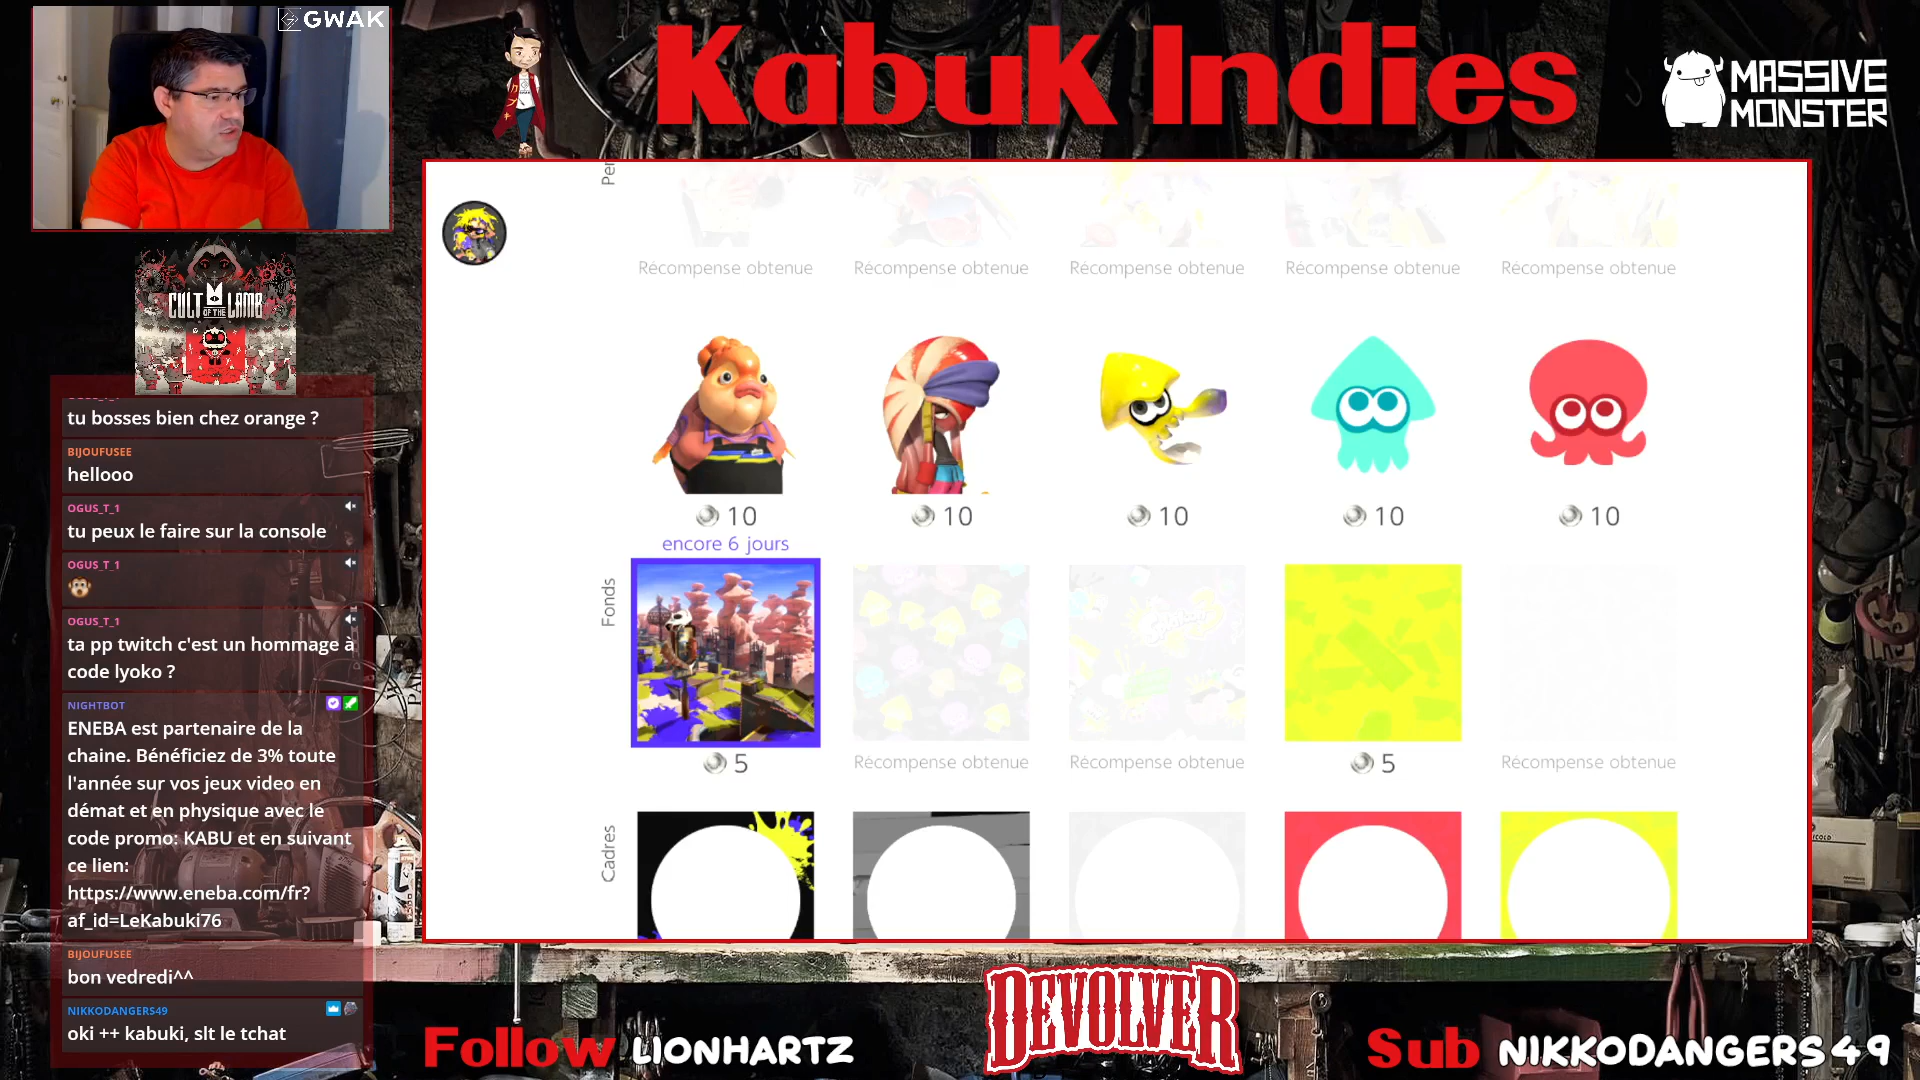 GWAK
KabuK Indies
MASSIVE
MONSTER
CULT
OF THE
LAMB
tu bosses bien chez orange ?
BIJOUFUSEE
hellooo
OGUS_T_1
tu peux le faire sur la console
OGUS_T_1
OGUS_T_1
ta pp twitch c'est un hommage à
code lyoko ?
NIGHTBOT
ENEBA est partenaire de la
chaine. Bénéficiez de 3% toute
l'année sur vos jeux video en
démat et en physique avec le
code promo: KABU et en suivant
ce lien:
https://www.eneba.com/fr?
af_id=LeKabuki76
BIJOUFUSEE
bon vedredi^^
NIKKODANGERS49
oki ++ kabuki, slt le tchat
Per
Récompense obtenue Récompense obtenue Récompense obtenue Récompense obtenue Récompense obtenue
10 10 10 10 10
encore 6 jours
Fonds
5 Récompense obtenue Récompense obtenue 5 Récompense obtenue
Cadres
Follow LIONHARTZ
DEVOLVER
Sub NIKKODANGERS49